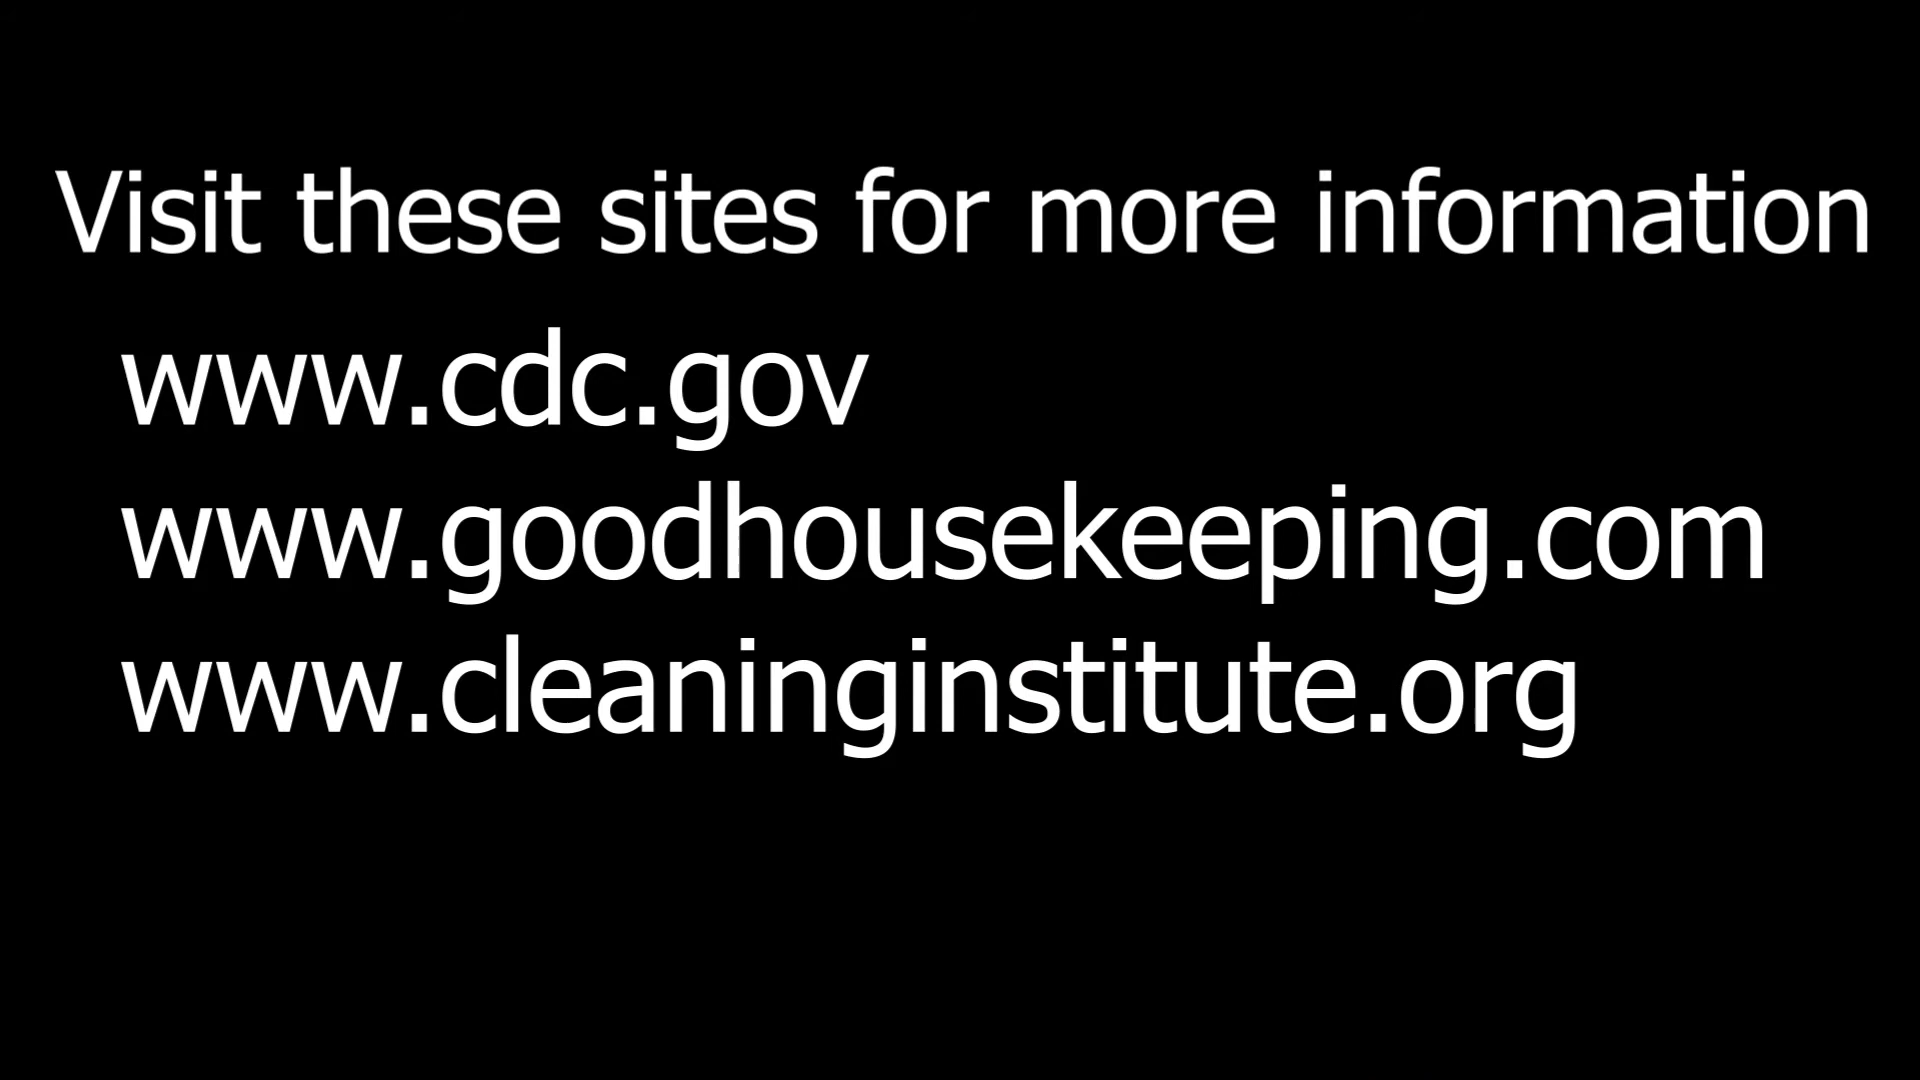 Visit these sites for more information
www.cdc.gov
www.goodhousekeeping.com
www.cleaninginstitute.org